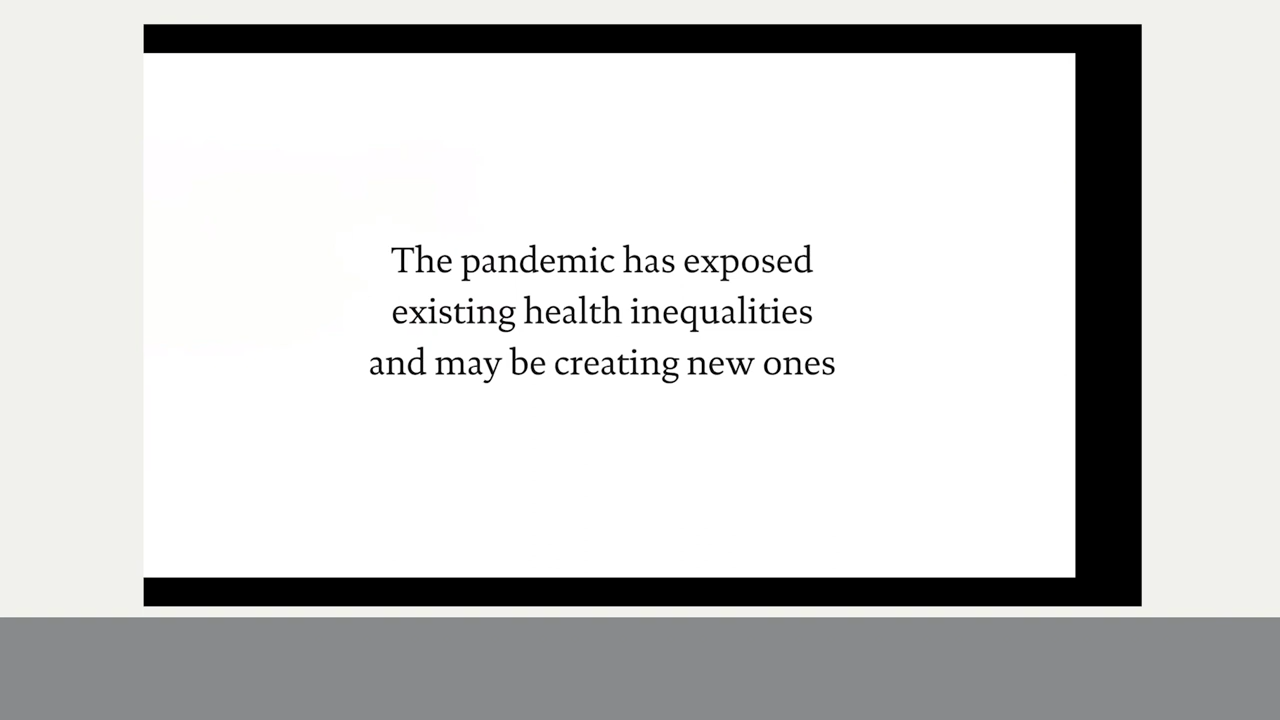 The pandemic has exposed
existing health inequalities
and may be creating new ones